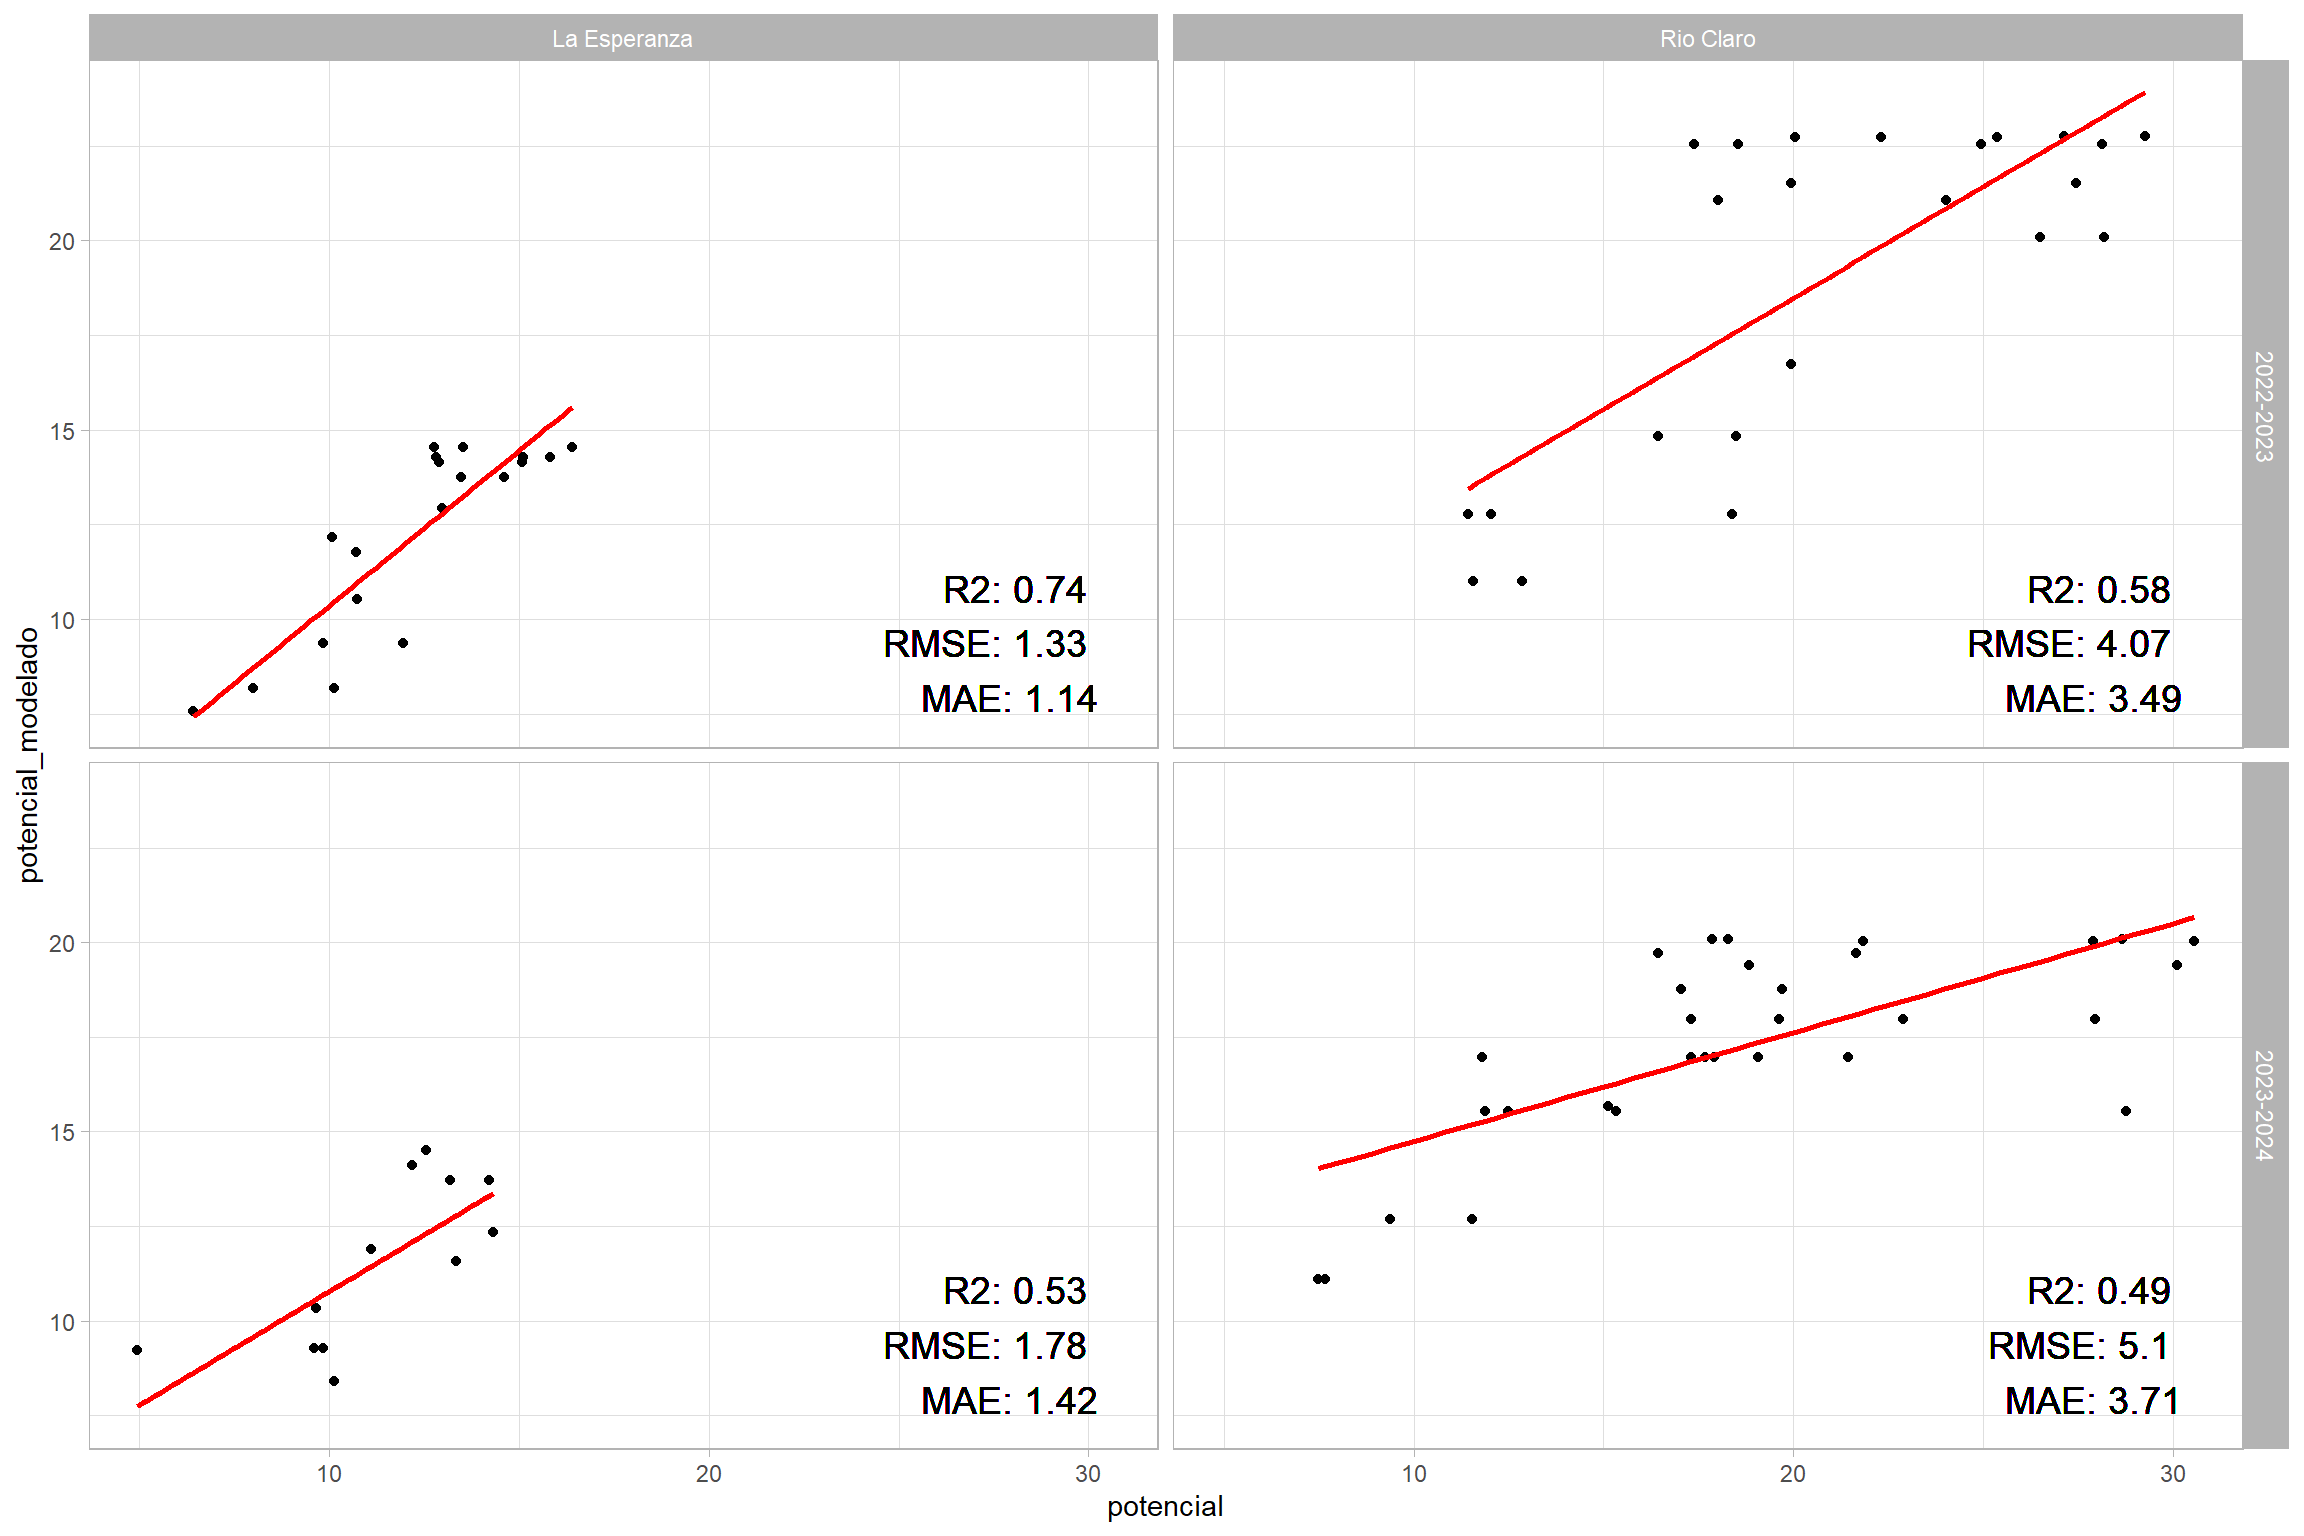 La Esperanza
Rio Claro
20
15
10
2022-2023
R2: 0.74
RMSE: 1.33
MAE: 1.14
R2: 0.58
RMSE: 4.07
MAE: 3.49
potencial_modelado
20
15
10
2023-2024
R2: 0.53
RMSE: 1.78
MAE: 1.42
R2: 0.49
RMSE: 5.1
MAE: 3.71
10 20 30
10 20 30
potencial